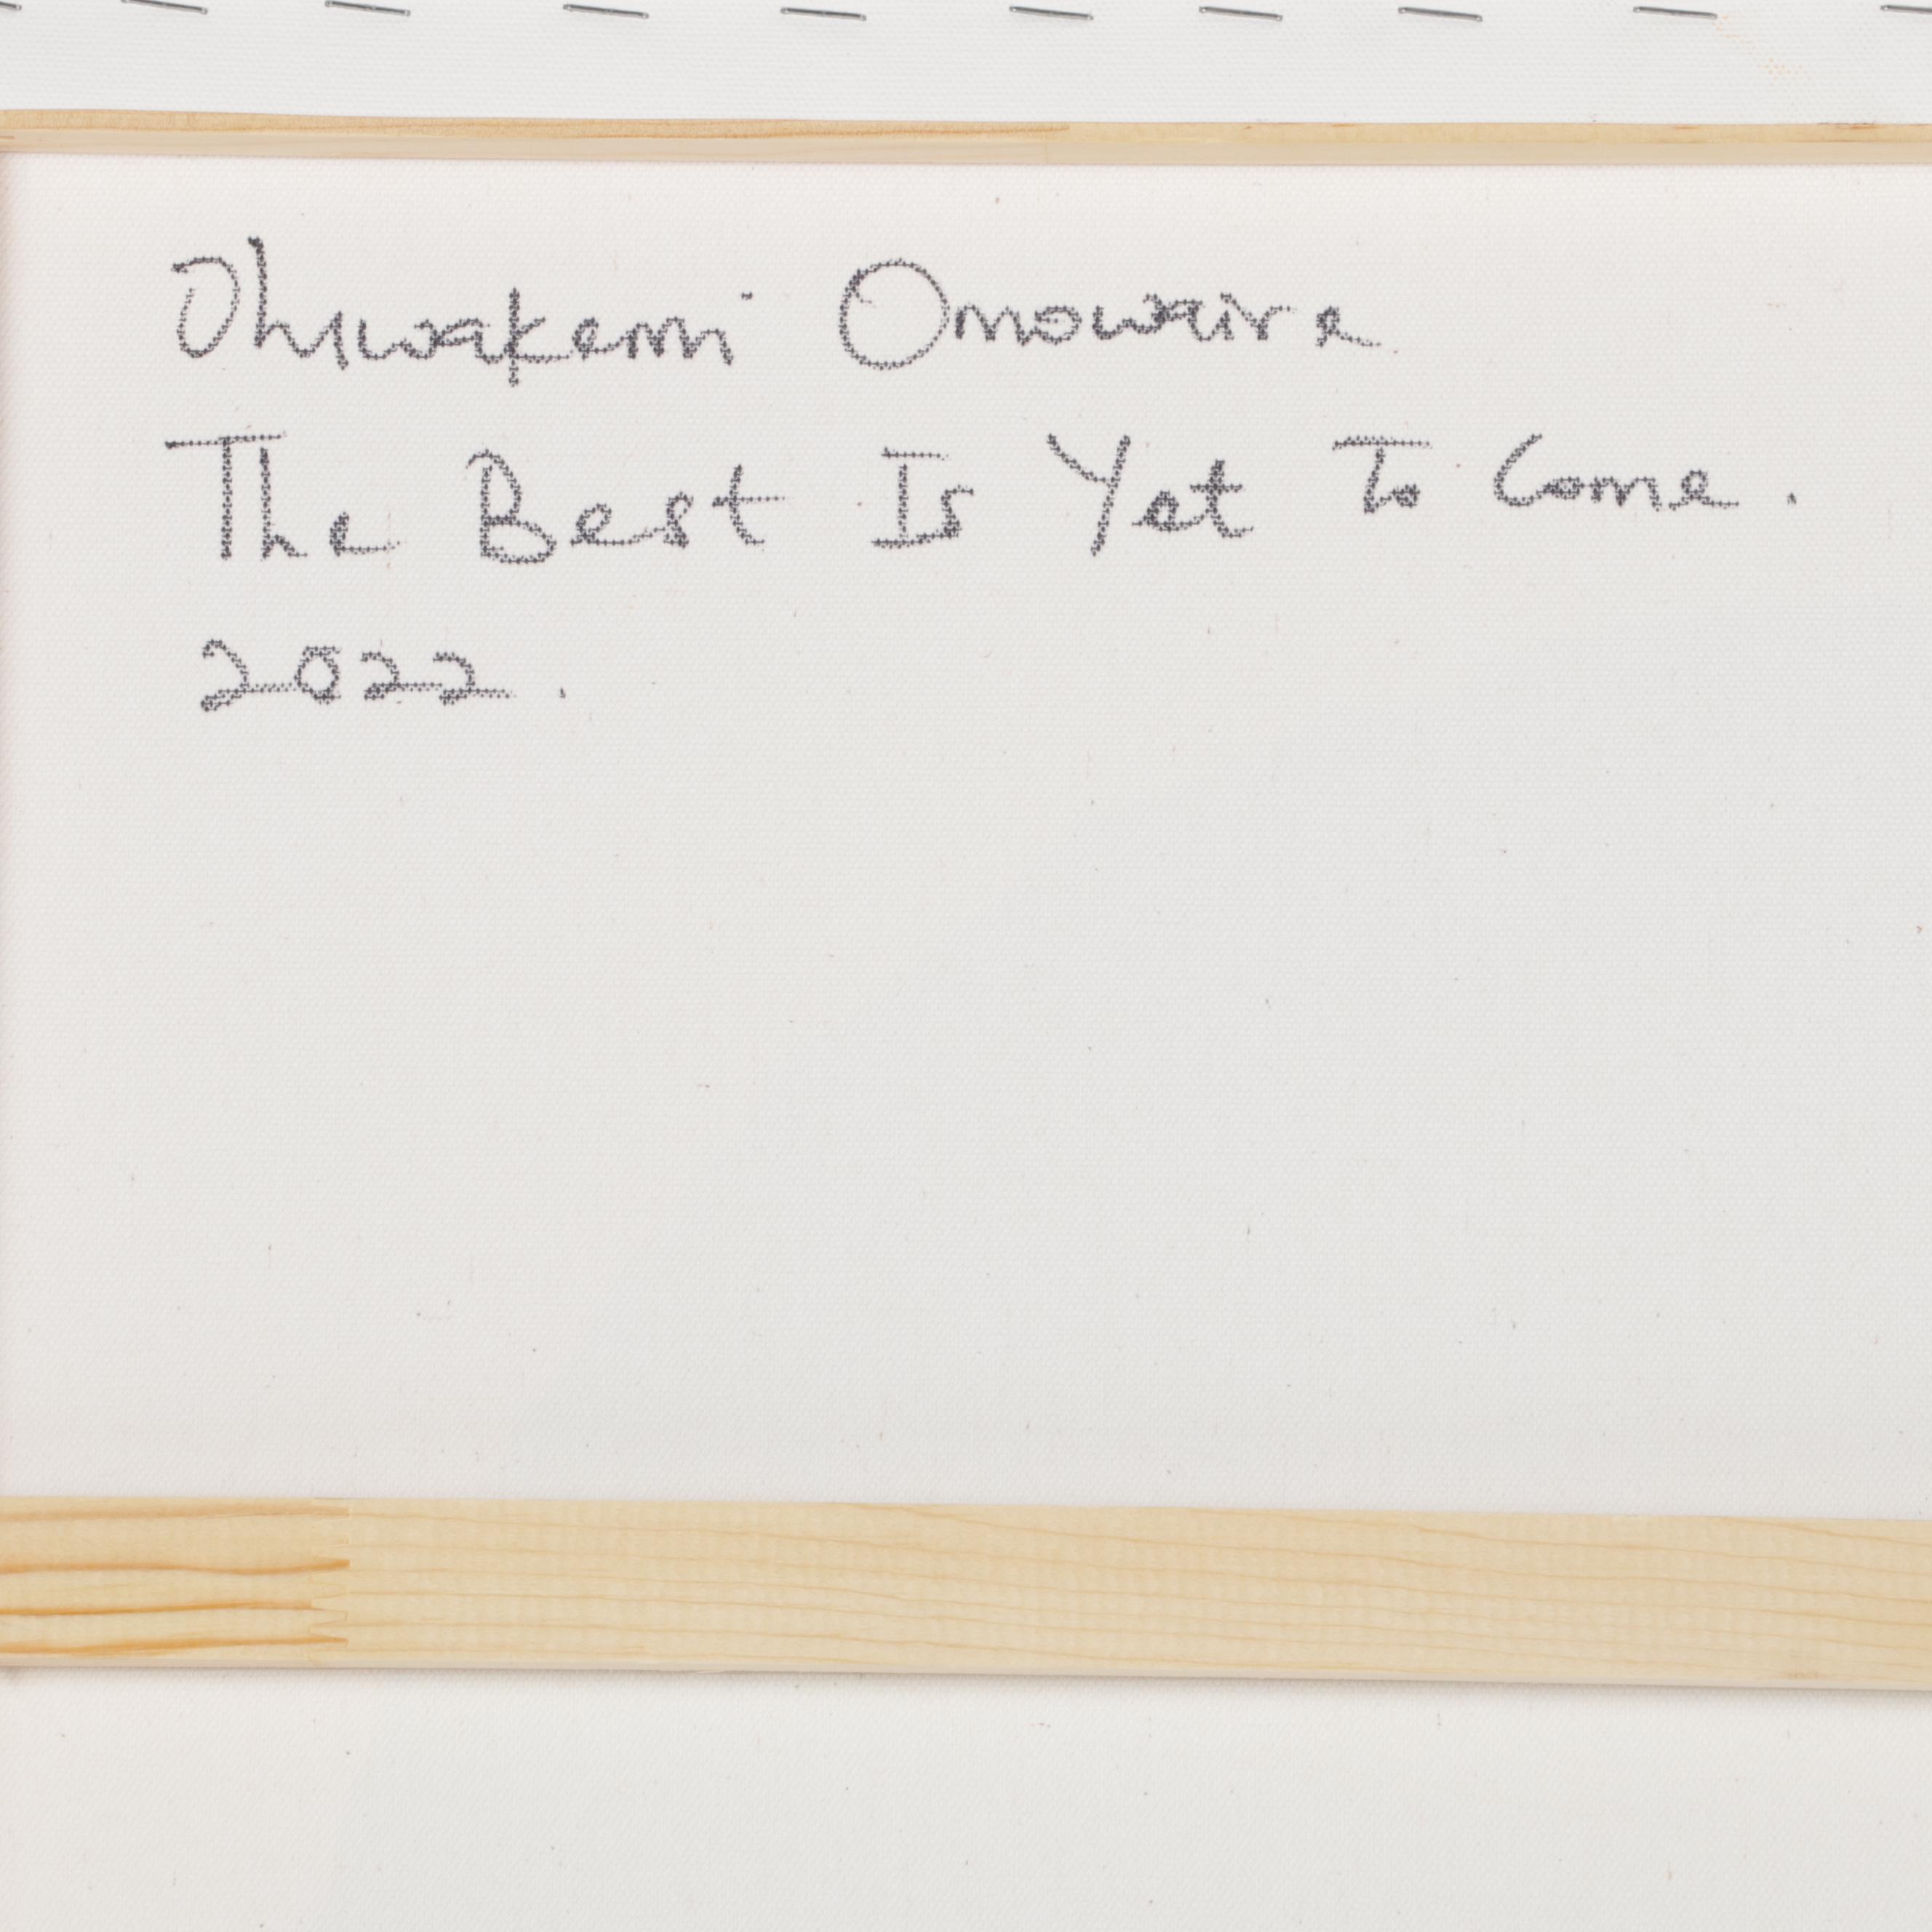 Oluwakemi Omowaire
The Best Is Yet To Come.
2022.